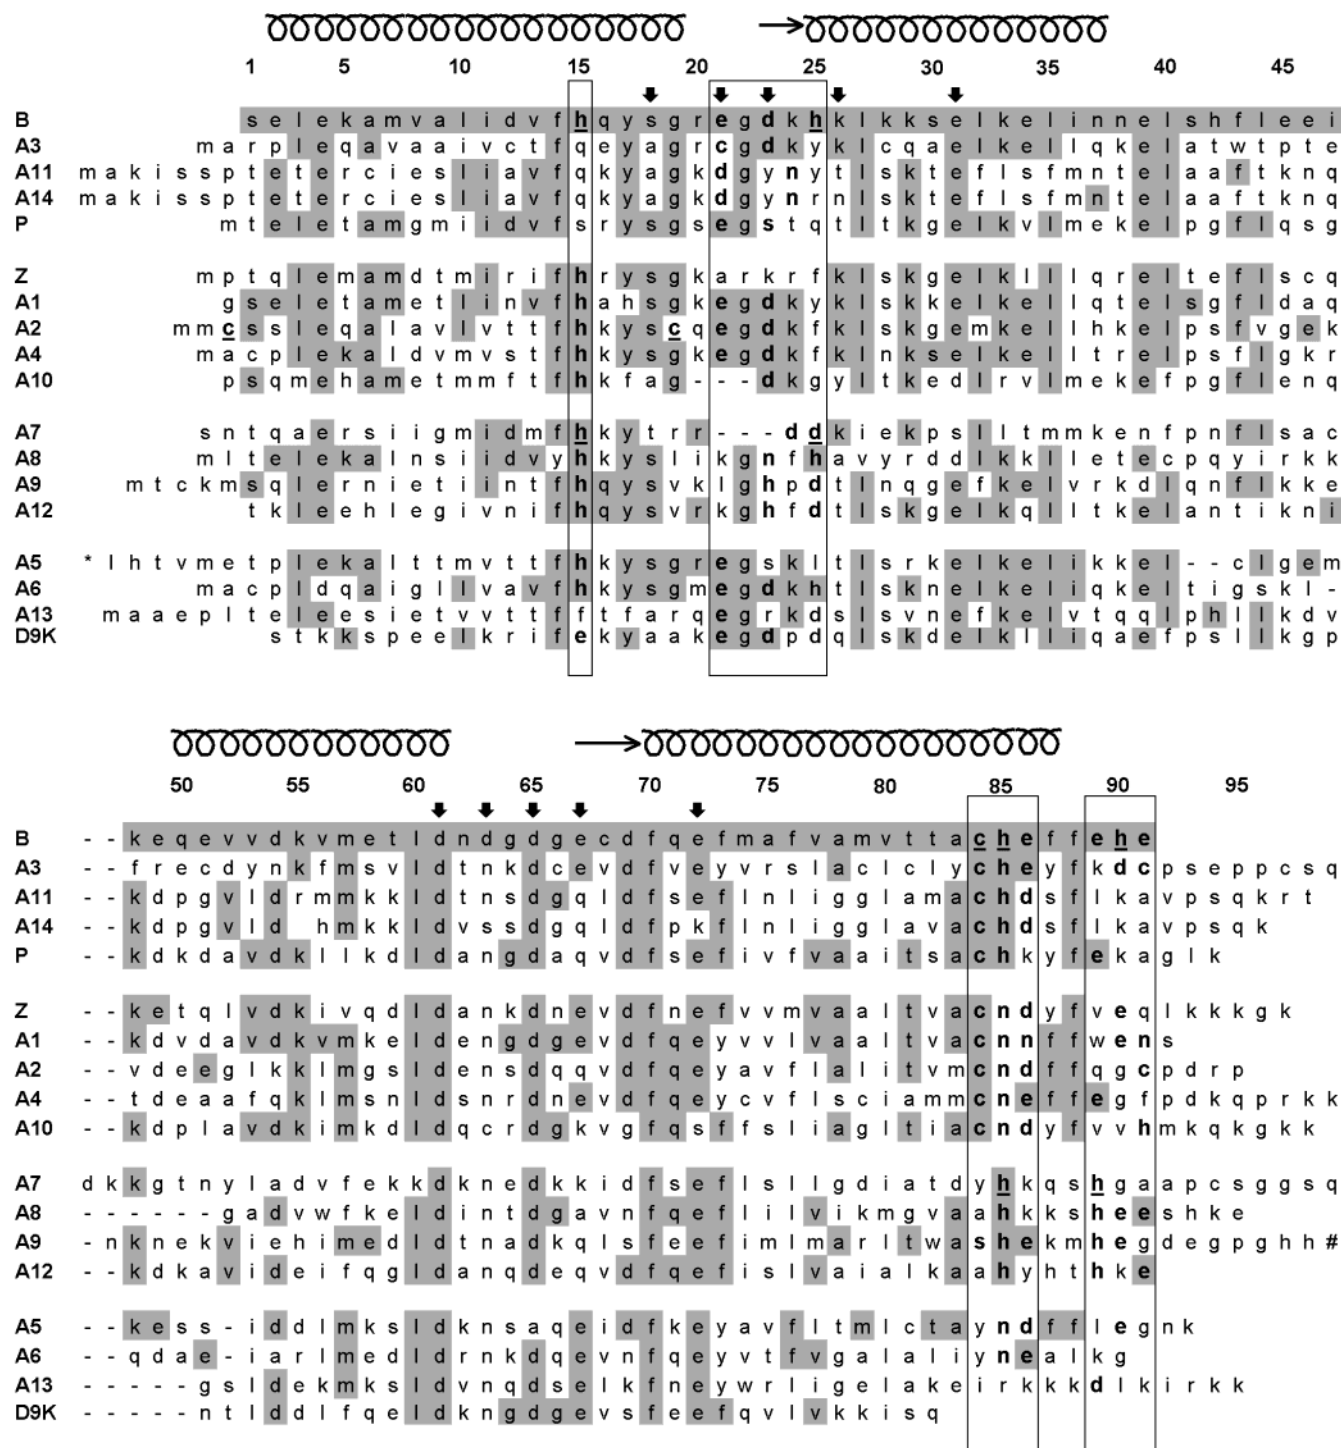 1 5 10 15 20 25 30 35 40 45
B s e l e k a m v a l i d v f h q y s g r e g d k h k l k k s e l k e l i n n e l s h f l e e i
A3 m a r p l e q a v a a i v c t f q e y a g r c g d k y k l c q a e l k e l l q k e l a t w t p t e
A11 m a k i s s p t e t e r c i e s l i a v f q k y a g k d g y n y t l s k t e f l s f m n t e l a a f t k n q
A14 m a k i s s p t e t e r c i e s l i a v f q k y a g k d g y n r n l s k t e f l s f m n t e l a a f t k n q
P m t e l e t a m g m i i d v f s r y s g s e g s t q t l t k g e l k v l m e k e l p g f l q s g
Z m p t q l e m a m d t m i r i f h r y s g k a r k r f k l s k g e l k l l l q r e l t e f l s c q
A1 g s e l e t a m e t l i n v f h a h s g k e g d k y k l s k k e l k e l l q t e l s g f l d a q
A2 m m c s s l e q a l a v l v t t f h k y s c q e g d k f k l s k g e m k e l l h k e l p s f v g e k
A4 m a c p l e k a l d v m v s t f h k y s g k e g d k f k l n k s e l k e l l t r e l p s f l g k r
A10 p s q m e h a m e t m m f t f h k f a g - - - d k g y l t k e d l r v l m e k e f p g f l e n q
A7 s n t q a e r s i i g m i d m f h k y t r r - - - d d k i e k p s l l t m m k e n f p n f l s a c
A8 m l t e l e k a l n s i i d v y h k y s l i k g n f h a v y r d d l k k l l e t e c p q y i r k k
A9 m t c k m s q l e r n i e t i i n t f h q y s v k l g h p d t l n q g e f k e l v r k d l q n f l k k e
A12 t k l e e h l e g i v n i f h q y s v r k g h f d t l s k g e l k q l l t k e l a n t i k n i
A5 * l h t v m e t p l e k a l t t m v t t f h k y s g r e g s k l t l s r k e l k e l i k k e l - - c l g e m
A6 m a c p l d q a i g l l v a v f h k y s g m e g d k h t l s k n e l k e l i q k e l t i g s k l -
A13 m a a e p l t e l e e s i e t v v t t f f t f a r q e g r k d s l s v n e f k e l v t q q l p h l l k d v
D9K s t k k s p e e l k r i f e k y a a k e g d p d q l s k d e l k l l i q a e f p s l l k g p
50 55 60 65 70 75 80 85 90 95
B - - k e q e v v d k v m e t l d n d g d g e c d f q e f m a f v a m v t t a c h e f f e h e
A3 - - f r e c d y n k f m s v l d t n k d c e v d f v e y v r s l a c l c l y c h e y f k d c p s e p p c s q
A11 - - k d p g v l d r m m k k l d t n s d g q l d f s e f l n l i g g l a m a c h d s f l k a v p s q k r t
A14 - - k d p g v l d h m k k l d v s s d g q l d f p k f l n l i g g l a v a c h d s f l k a v p s q k
P - - k d k d a v d k l l k d l d a n g d a q v d f s e f i v f v a a i t s a c h k y f e k a g l k
Z - - k e t q l v d k i v q d l d a n k d n e v d f n e f v v m v a a l t v a c n d y f v e q l k k k g k
A1 - - k d v d a v d k v m k e l d e n g d g e v d f q e y v v l v a a l t v a c n n f f w e n s
A2 - - v d e e g l k k l m g s l d e n s d q q v d f q e y a v f l a l i t v m c n d f f q g c p d r p
A4 - - t d e a a f q k l m s n l d s n r d n e v d f q e y c v f l s c i a m m c n e f f e g f p d k q p r k k
A10 - - k d p l a v d k i m k d l d q c r d g k v g f q s f f s l i a g l t i a c n d y f v v h m k q k g k k
A7 d k k g t n y l a d v f e k k d k n e d k k i d f s e f l s l l g d i a t d y h k q s h g a a p c s g g s q
A8 - - - - - - g a d v w f k e l d i n t d g a v n f q e f l i l v i k m g v a a h k k s h e e s h k e
A9 - n k n e k v i e h i m e d l d t n a d k q l s f e e f i m l m a r l t w a s h e k m h e g d e g p g h h #
A12 - - k d k a v i d e i f q g l d a n q d e q v d f q e f i s l v a i a l k a a h y h t h k e
A5 - - k e s s - i d d l m k s l d k n s a q e i d f k e y a v f l t m l c t a y n d f f l e g n k
A6 - - q d a e - i a r l m e d l d r n k d q e v n f q e y v t f v g a l a l i y n e a l k g
A13 - - - - - g s l d e k m k s l d v n q d s e l k f n e y w r l i g e l a k e i r k k k d l k i r k k
D9K - - - - - n t l d d l f q e l d k n g d g e v s f e e f q v l v k k i s q